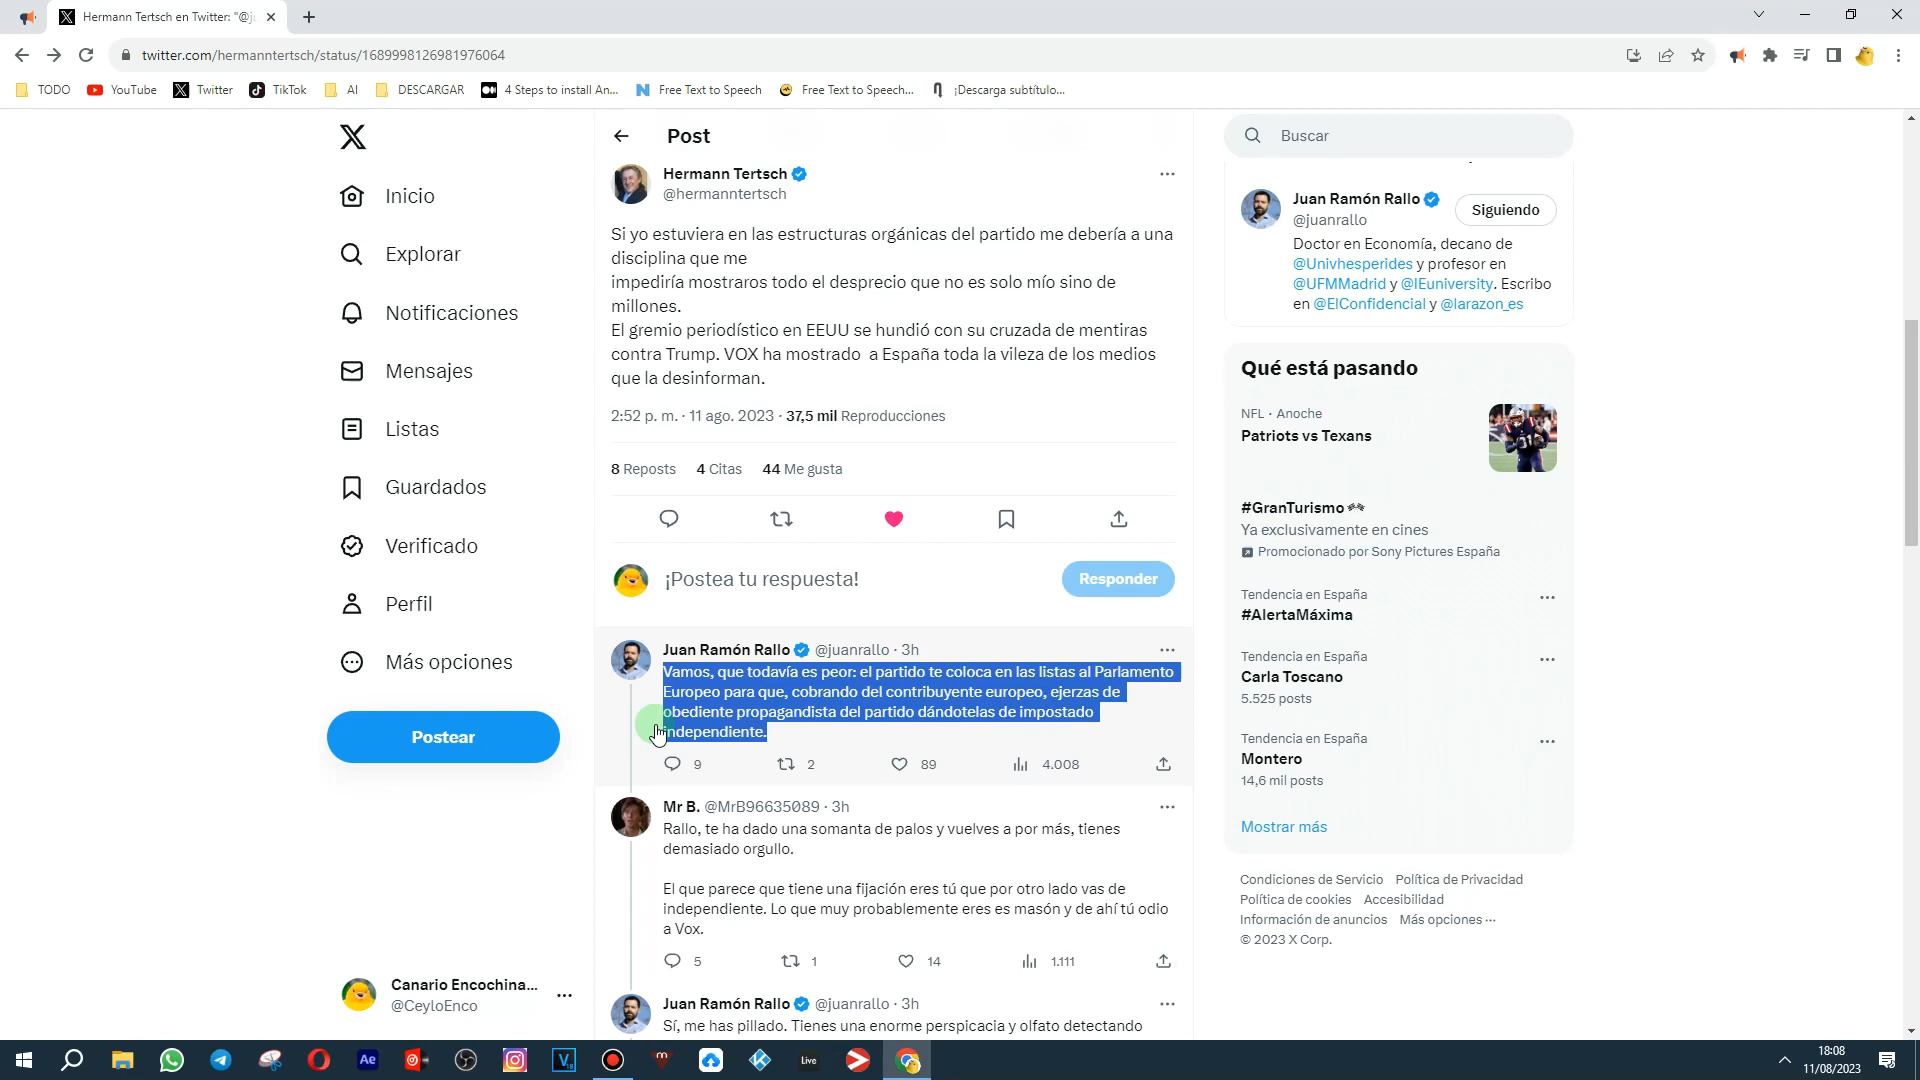 Hermann Tertsch en Twitter: "@j
twitter.com/hermanntertsch/status/1689998126981976064
TODO
YouTube
Twitter
TikTok
AI
DESCARGAR
4 Steps to install An...
Free Text to Speech
Free Text to Speech...
¡Descarga subtítulo...
Inicio
Explorar
Notificaciones
Mensajes
Listas
Guardados
Verificado
Perfil
Más opciones
Postear
Canario Encochina...
@CeyloEnco
Post
Hermann Tertsch
@hermanntertsch
Si yo estuviera en las estructuras orgánicas del partido me debería a una
disciplina que me
impediría mostraros todo el desprecio que no es solo mío sino de
millones.
El gremio periodístico en EEUU se hundió con su cruzada de mentiras
contra Trump. VOX ha mostrado a España toda la vileza de los medios
que la desinforman.
2:52 p. m. · 11 ago. 2023 · 37,5 mil Reproducciones
8 Reposts 4 Citas 44 Me gusta
¡Postea tu respuesta!
Responder
Juan Ramón Rallo @juanrallo · 3h
Vamos, que todavía es peor: el partido te coloca en las listas al Parlamento
Europeo para que, cobrando del contribuyente europeo, ejerzas de
obediente propagandista del partido dándotelas de impostado
independiente.
9 2 89 4.008
Mr B. @MrB96635089 · 3h
Rallo, te ha dado una somanta de palos y vuelves a por más, tienes
demasiado orgullo.
El que parece que tiene una fijación eres tú que por otro lado vas de
independiente. Lo que muy probablemente eres es masón y de ahí tú odio
a Vox.
5 1 14 1.111
Juan Ramón Rallo @juanrallo · 3h
Sí, me has pillado. Tienes una enorme perspicacia y olfato detectando
Buscar
Juan Ramón Rallo
@juanrallo
Siguiendo
Doctor en Economía, decano de
@Univhesperides y profesor en
@UFMMadrid y @IEuniversity. Escribo
en @ElConfidencial y @larazon_es
Qué está pasando
NFL · Anoche
Patriots vs Texans
#GranTurismo
Ya exclusivamente en cines
Promocionado por Sony Pictures España
Tendencia en España
#AlertaMáxima
Tendencia en España
Carla Toscano
5.525 posts
Tendencia en España
Montero
14,6 mil posts
Mostrar más
Condiciones de Servicio Política de Privacidad
Política de cookies Accesibilidad
Información de anuncios Más opciones ···
© 2023 X Corp.
Ae
Live
18:08
11/08/2023